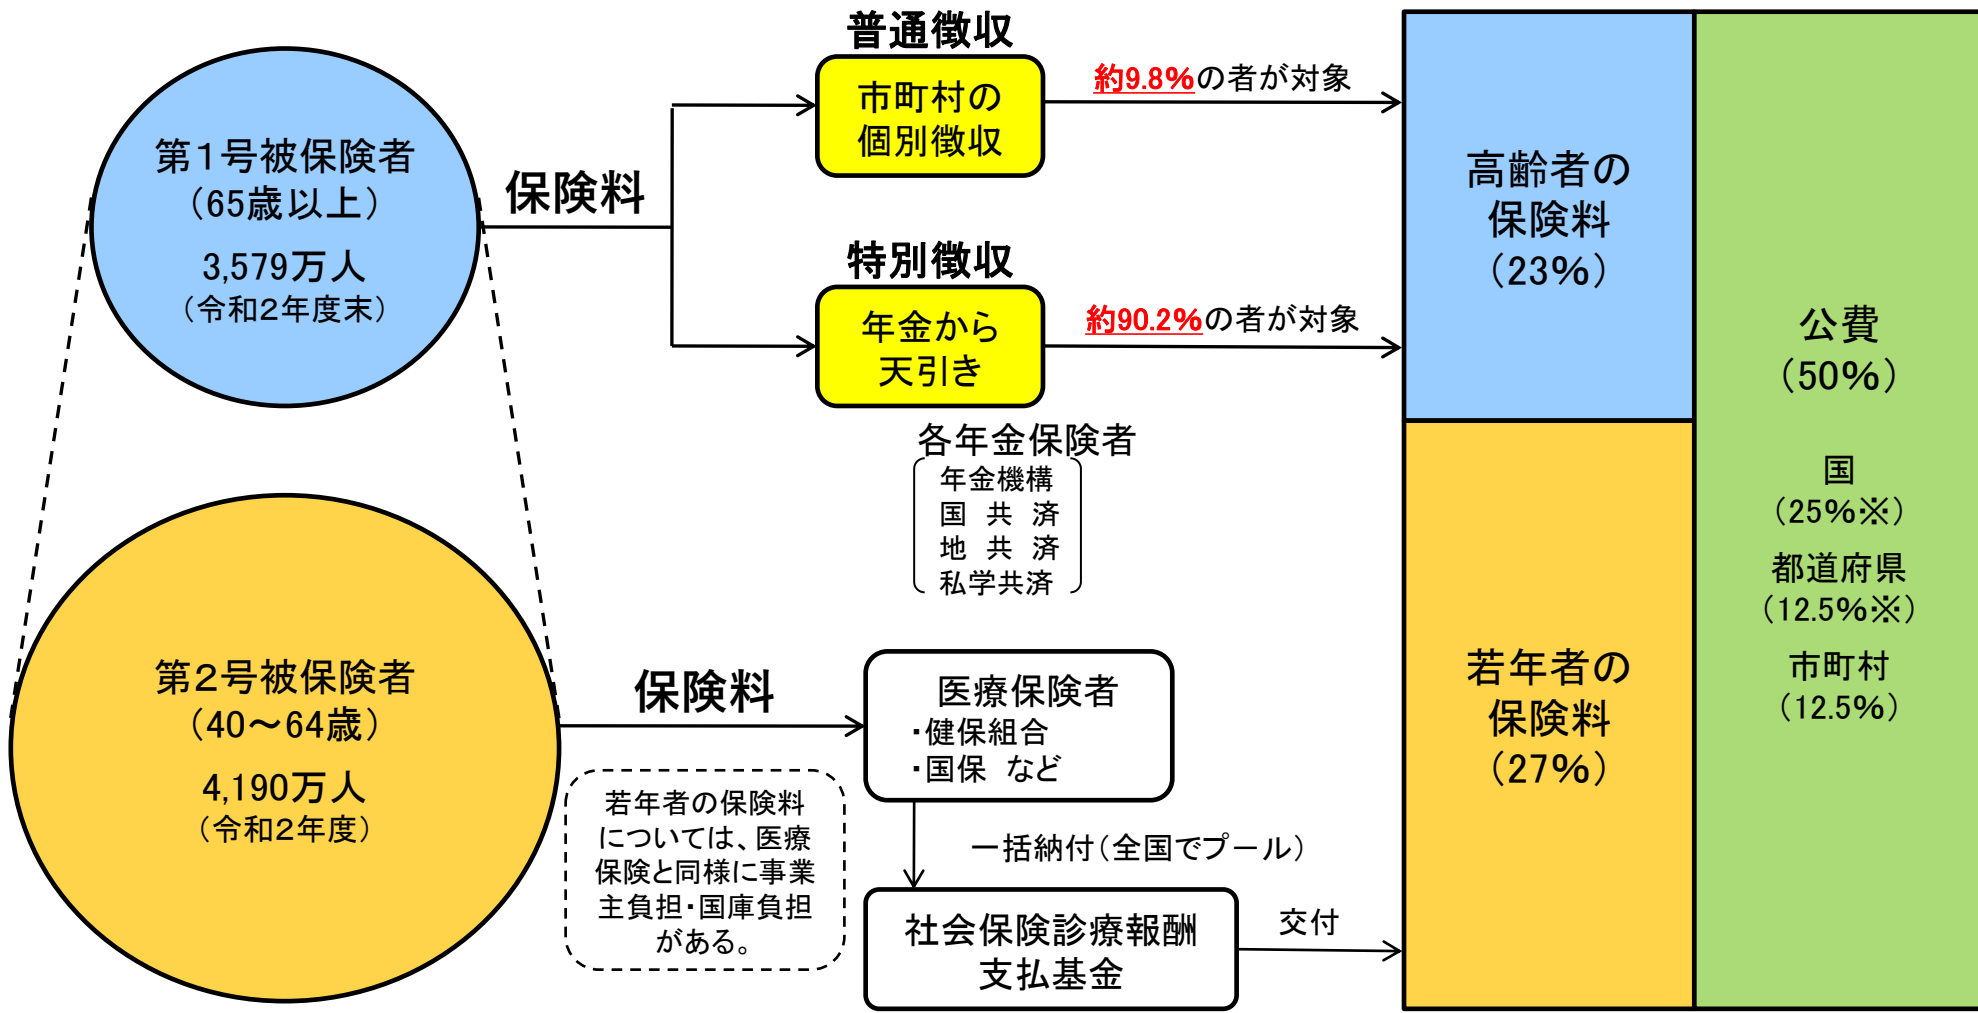 第1号被保険者
（65歳以上）
3,579万人
（令和2年度末）
保険料
普通徴収
市町村の
個別徴収
約9.8%の者が対象
特別徴収
年金から
天引き
約90.2%の者が対象
各年金保険者
年金機構
国 共 済
地 共 済
私学共済
第2号被保険者
（40～64歳）
4,190万人
（令和2年度）
保険料
若年者の保険料
については、医療
保険と同様に事業
主負担・国庫負担
がある。
医療保険者
・健保組合
・国保 など
一括納付（全国でプール）
社会保険診療報酬
支払基金
交付
高齢者の
保険料
（23%）
若年者の
保険料
（27%）
公費
（50%）
国
（25%※）
都道府県
（12.5%※）
市町村
（12.5%）